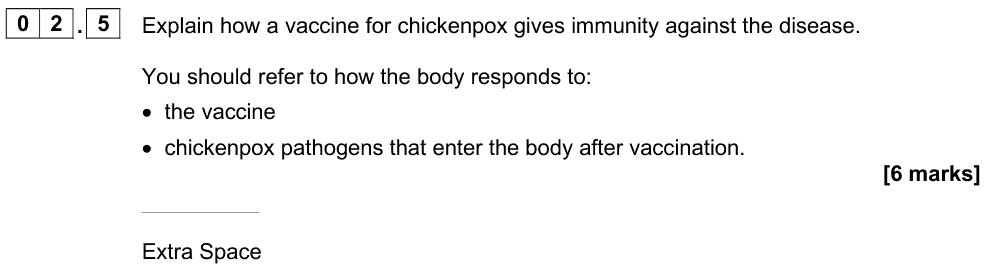 0 2 . 5 Explain how a vaccine for chickenpox gives immunity against the disease.
You should refer to how the body responds to:
• the vaccine
• chickenpox pathogens that enter the body after vaccination.
[6 marks]
Extra Space